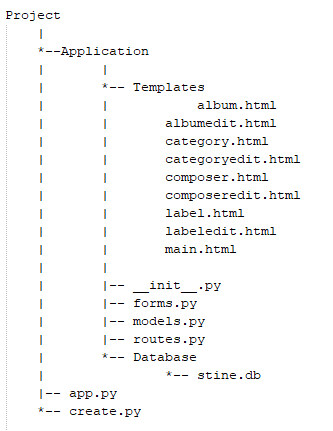 Project
|
*--Application
| |
| *-- Templates
| | album.html
| | albumedit.html
| | category.html
| | categoryedit.html
| | composer.html
| | composeredit.html
| | label.html
| | labeledit.html
| | main.html
| |
| |-- __init__.py
| |-- forms.py
| |-- models.py
| |-- routes.py
| *-- Database
| *-- stine.db
|-- app.py
*-- create.py